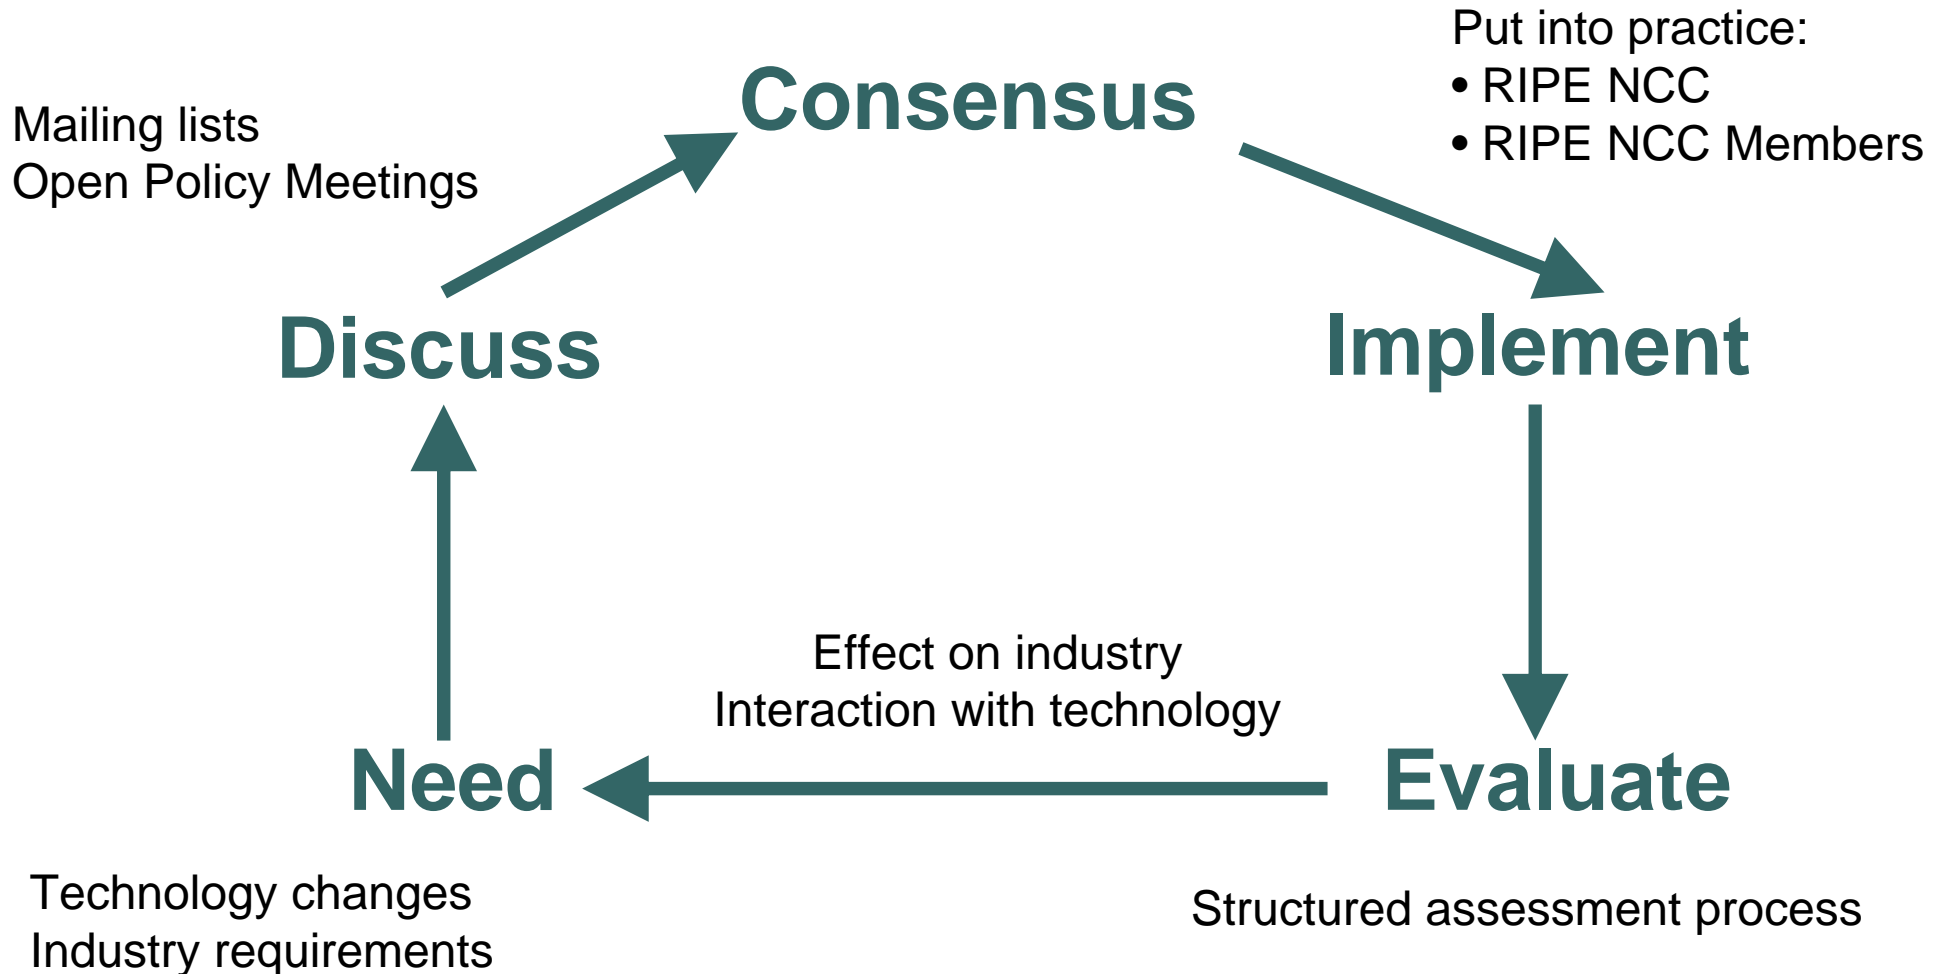 Put into practice:
• RIPE NCC
• RIPE NCC Members
Consensus
Mailing lists
Open Policy Meetings
Discuss
Implement
Effect on industry
Interaction with technology
Need
Evaluate
Technology changes
Industry requirements
Structured assessment process